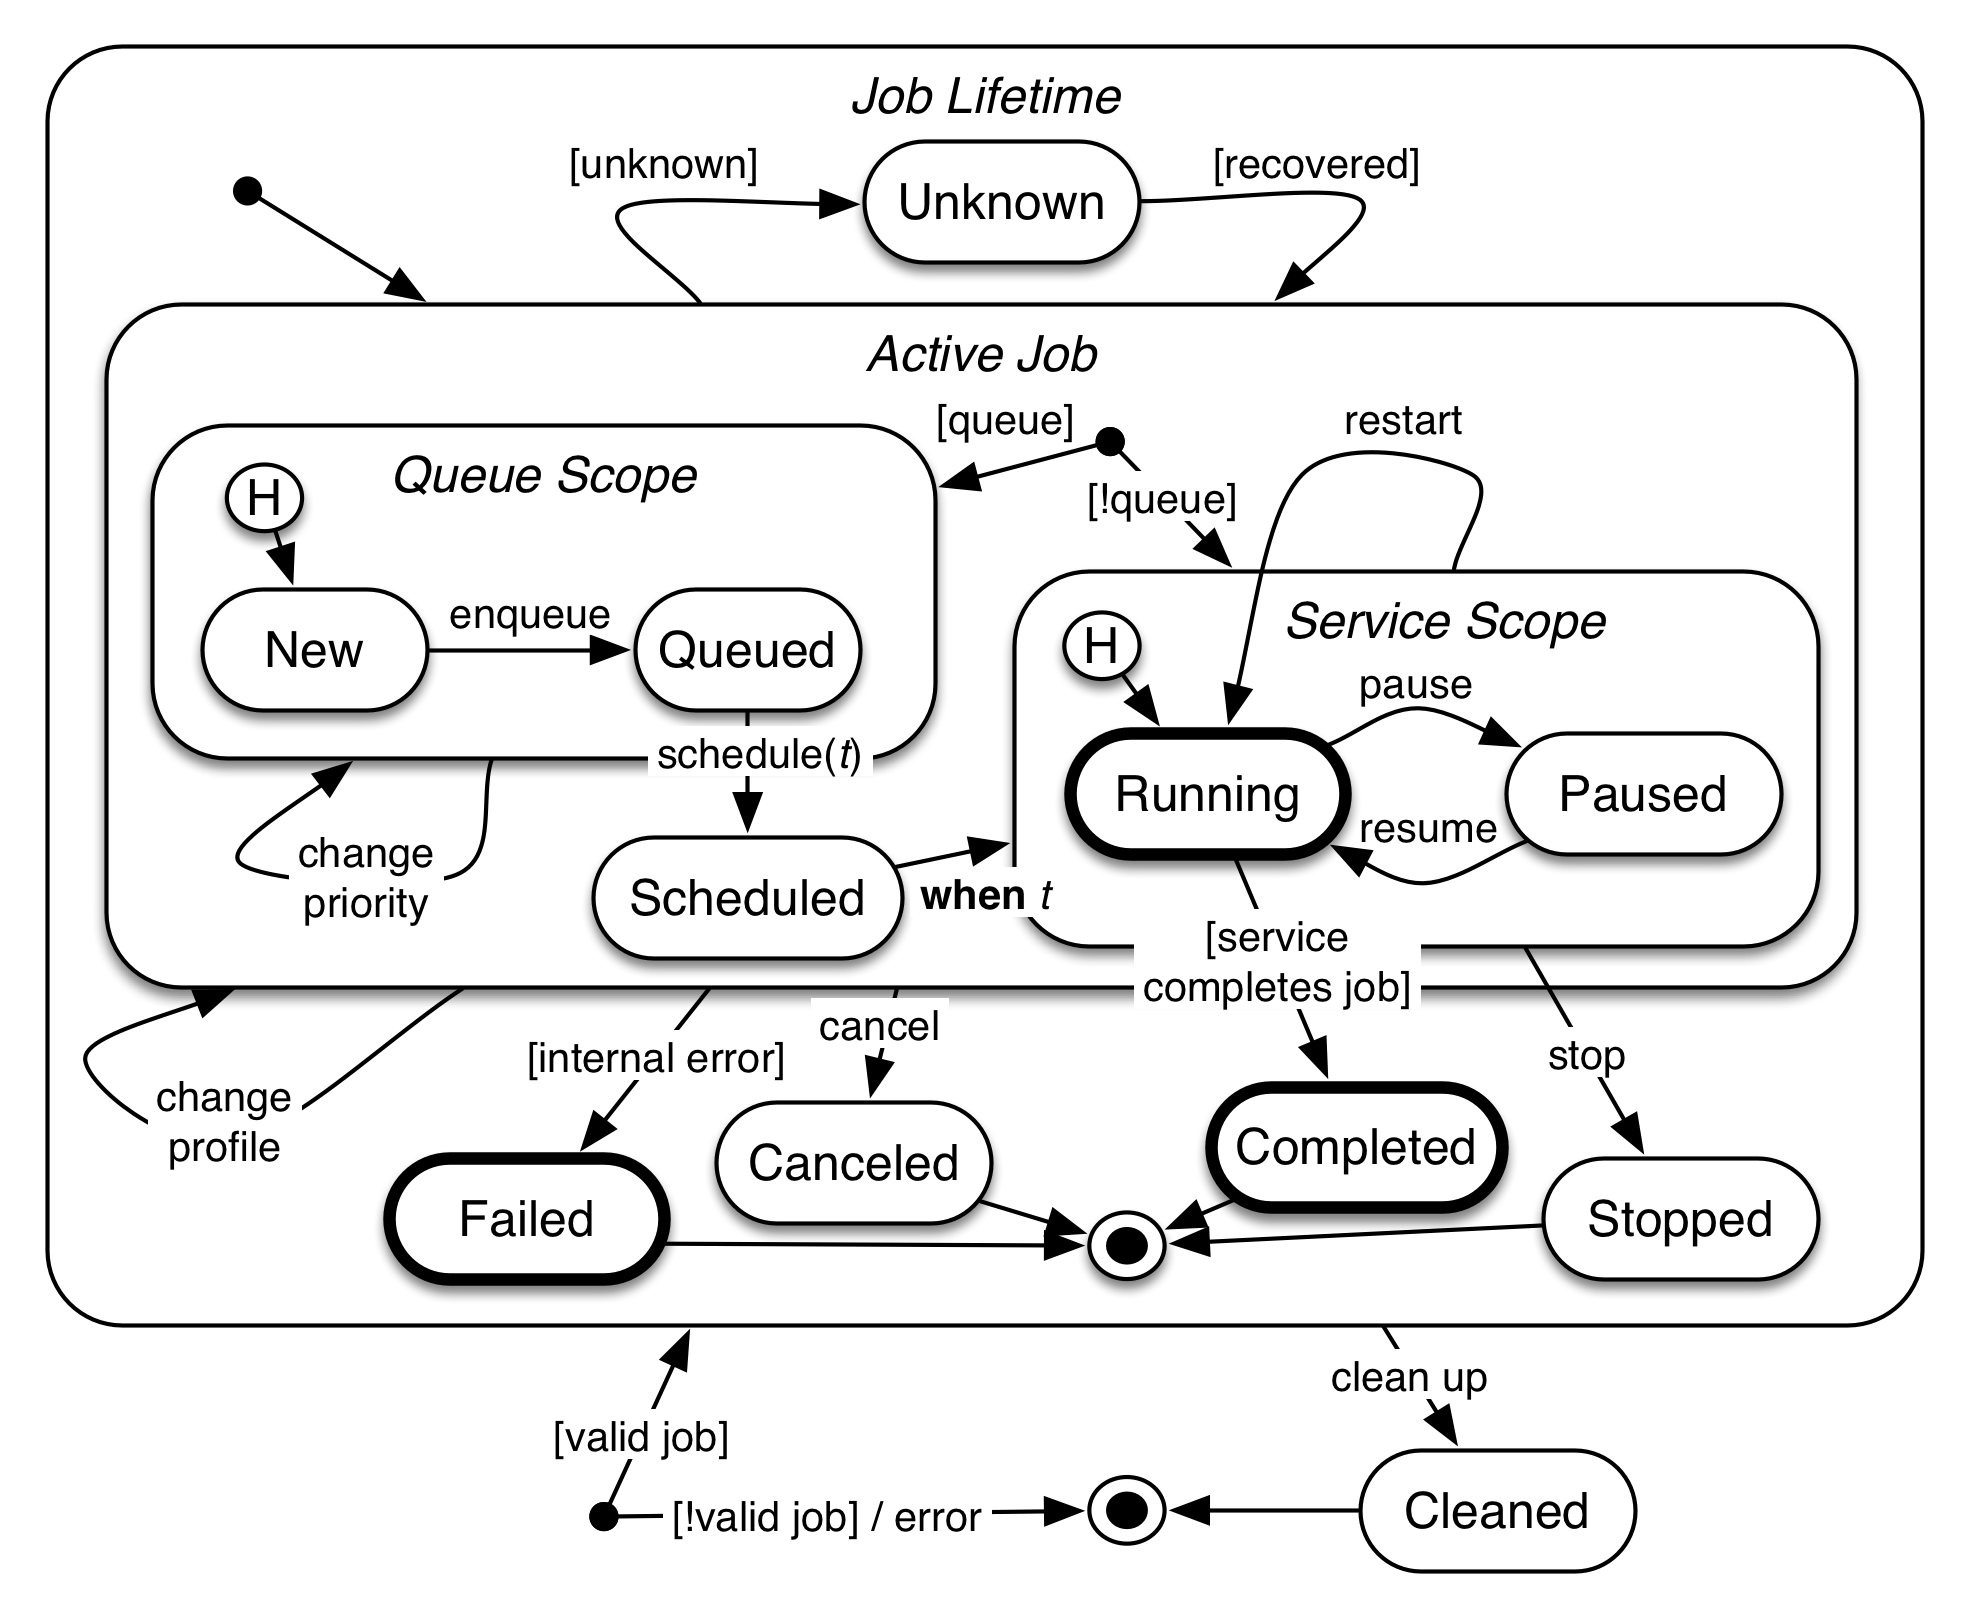 Job Lifetime
[unknown]
[recovered]
Unknown
Active Job
[queue]
restart
Queue Scope
H
[!queue]
enqueue
New
Queued
Service Scope
H
pause
schedule(t)
Running
Paused
resume
change
priority
Scheduled
when t
[service
completes job]
cancel
[internal error]
stop
change
profile
Canceled
Completed
Failed
Stopped
clean up
[valid job]
[!valid job] / error
Cleaned